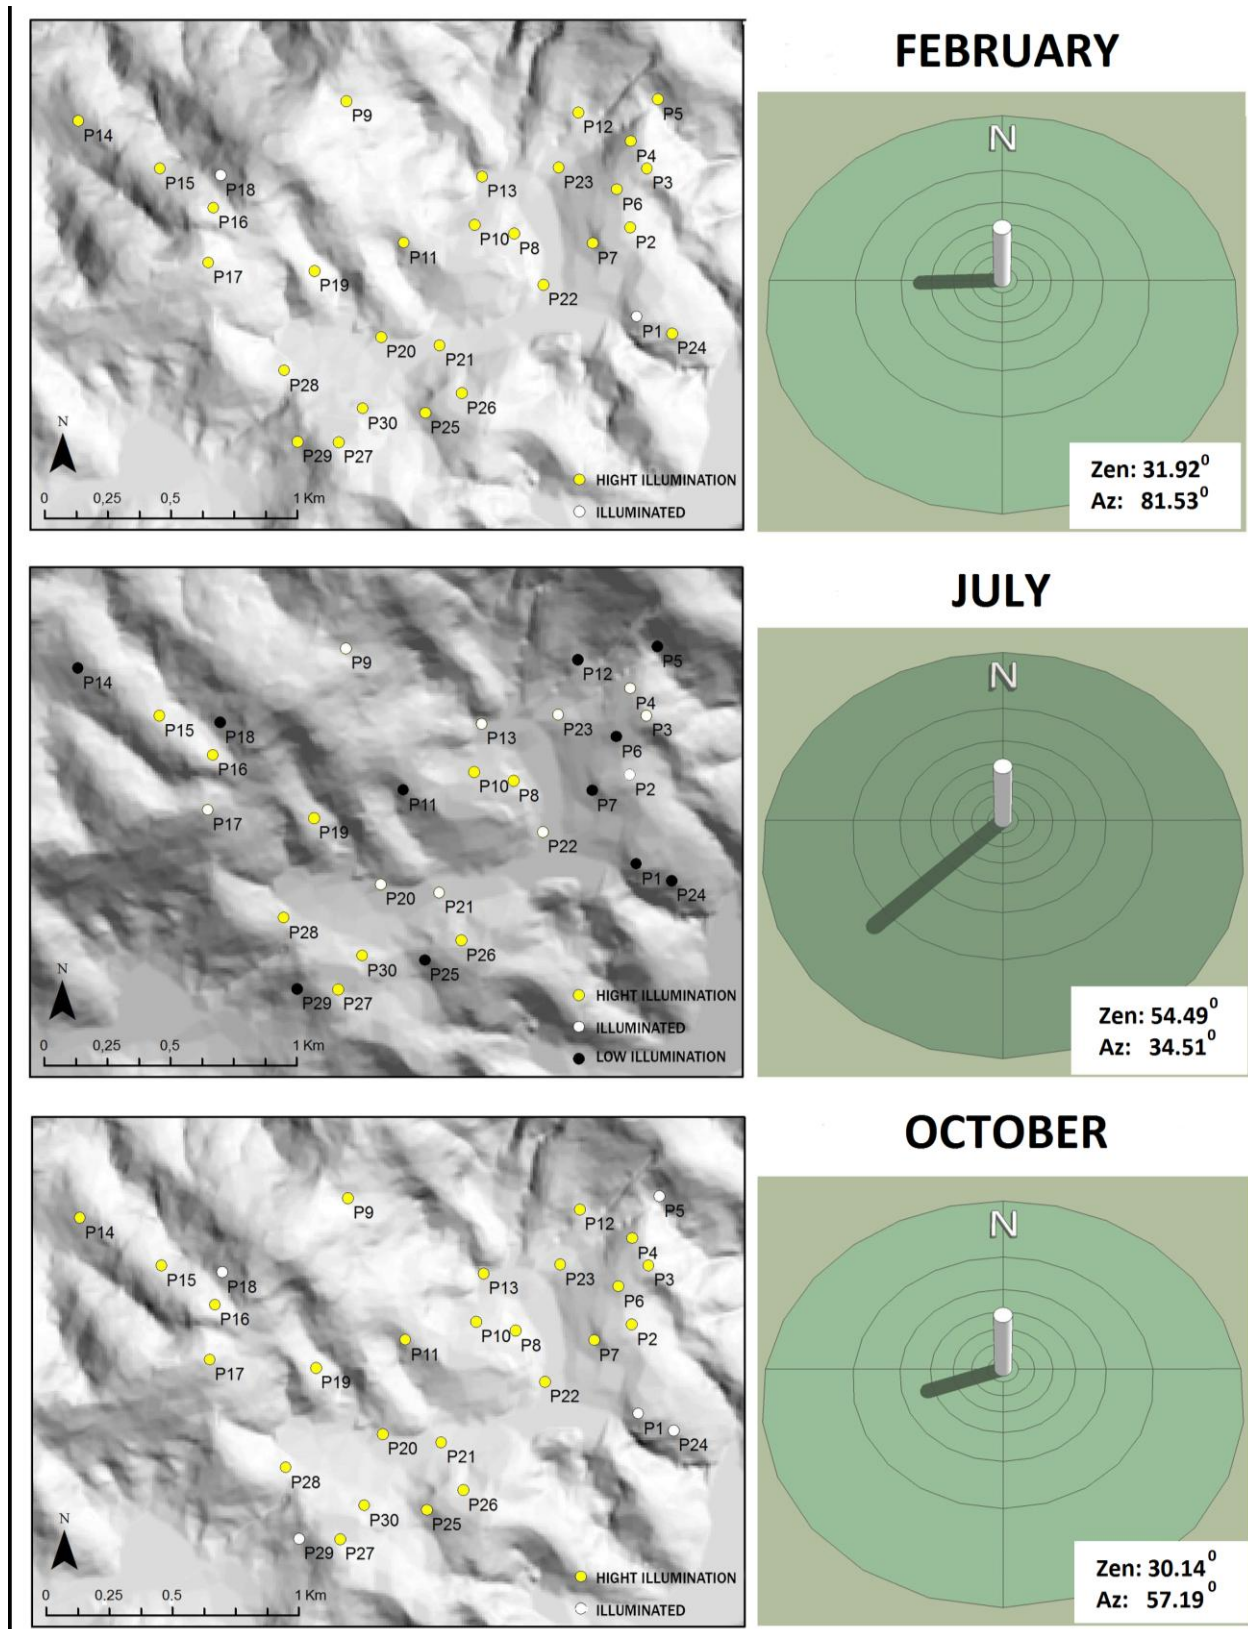 FEBRUARY
P9
P5
P12
P14
P4
P15
P18
P13
P23
P3
P16
P6
P10
P8
P2
P11
P7
P17
P19
P22
P1
P24
P20
P21
P28
P26
P30
P25
P29
P27
N
HIGHT ILLUMINATION
ILLUMINATED
0 0,25 0,5 1 Km
N
Zen: 31.92⁰
Az: 81.53⁰
JULY
P9
P5
P12
P14
P4
P15
P18
P13
P23
P3
P16
P6
P10
P8
P2
P11
P7
P17
P19
P22
P1
P24
P20
P21
P28
P26
P30
P25
P29
P27
N
HIGHT ILLUMINATION
ILLUMINATED
LOW ILLUMINATION
0 0,25 0,5 1 Km
N
Zen: 54.49⁰
Az: 34.51⁰
OCTOBER
P9
P5
P12
P14
P4
P15
P18
P13
P23
P3
P16
P6
P10
P8
P2
P11
P7
P17
P19
P22
P1
P24
P20
P21
P28
P26
P30
P25
P29
P27
N
HIGHT ILLUMINATION
ILLUMINATED
0 0.25 0.5 1 Km
N
Zen: 30.14⁰
Az: 57.19⁰